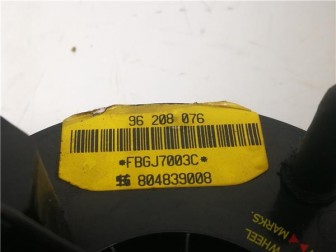 96 208 076
*FBGJ7003C*
804839008
WHEEL
MARKS.